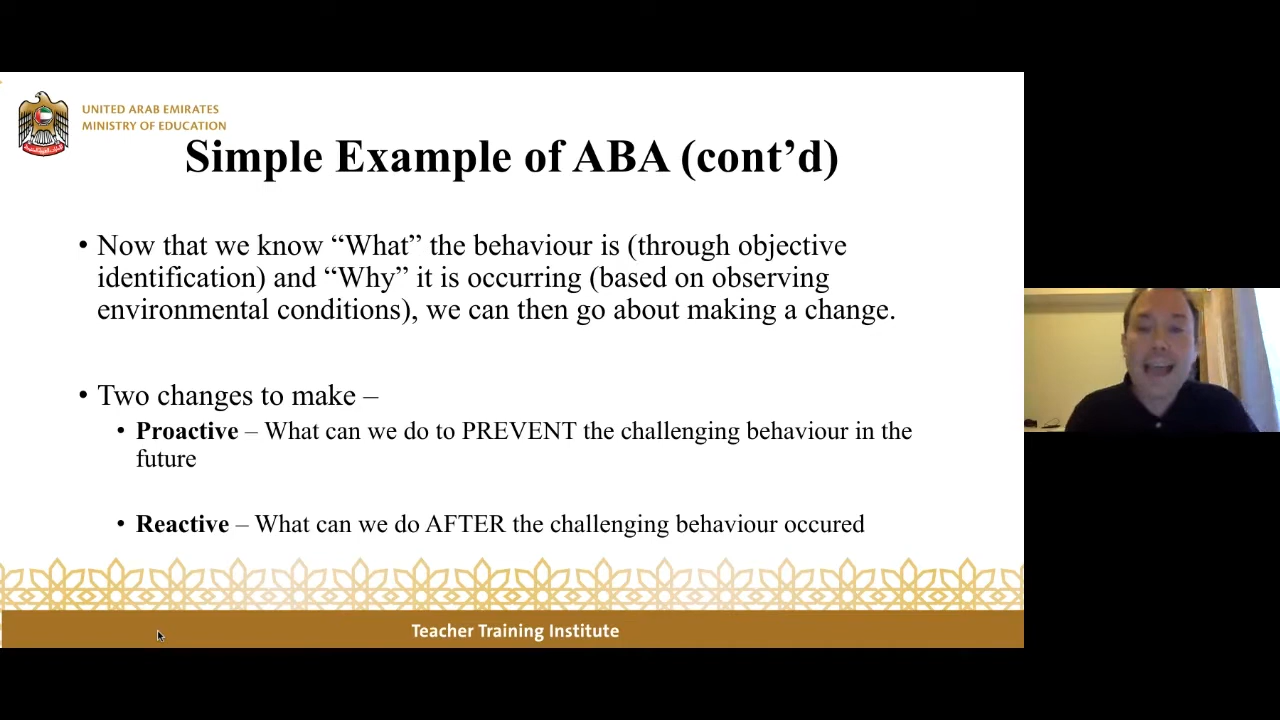 UNITED ARAB EMIRATES
MINISTRY OF EDUCATION
Simple Example of ABA (cont’d)
• Now that we know “What” the behaviour is (through objective
identification) and “Why” it is occurring (based on observing
environmental conditions), we can then go about making a change.
• Two changes to make –
• Proactive – What can we do to PREVENT the challenging behaviour in the
future
• Reactive – What can we do AFTER the challenging behaviour occured
Teacher Training Institute